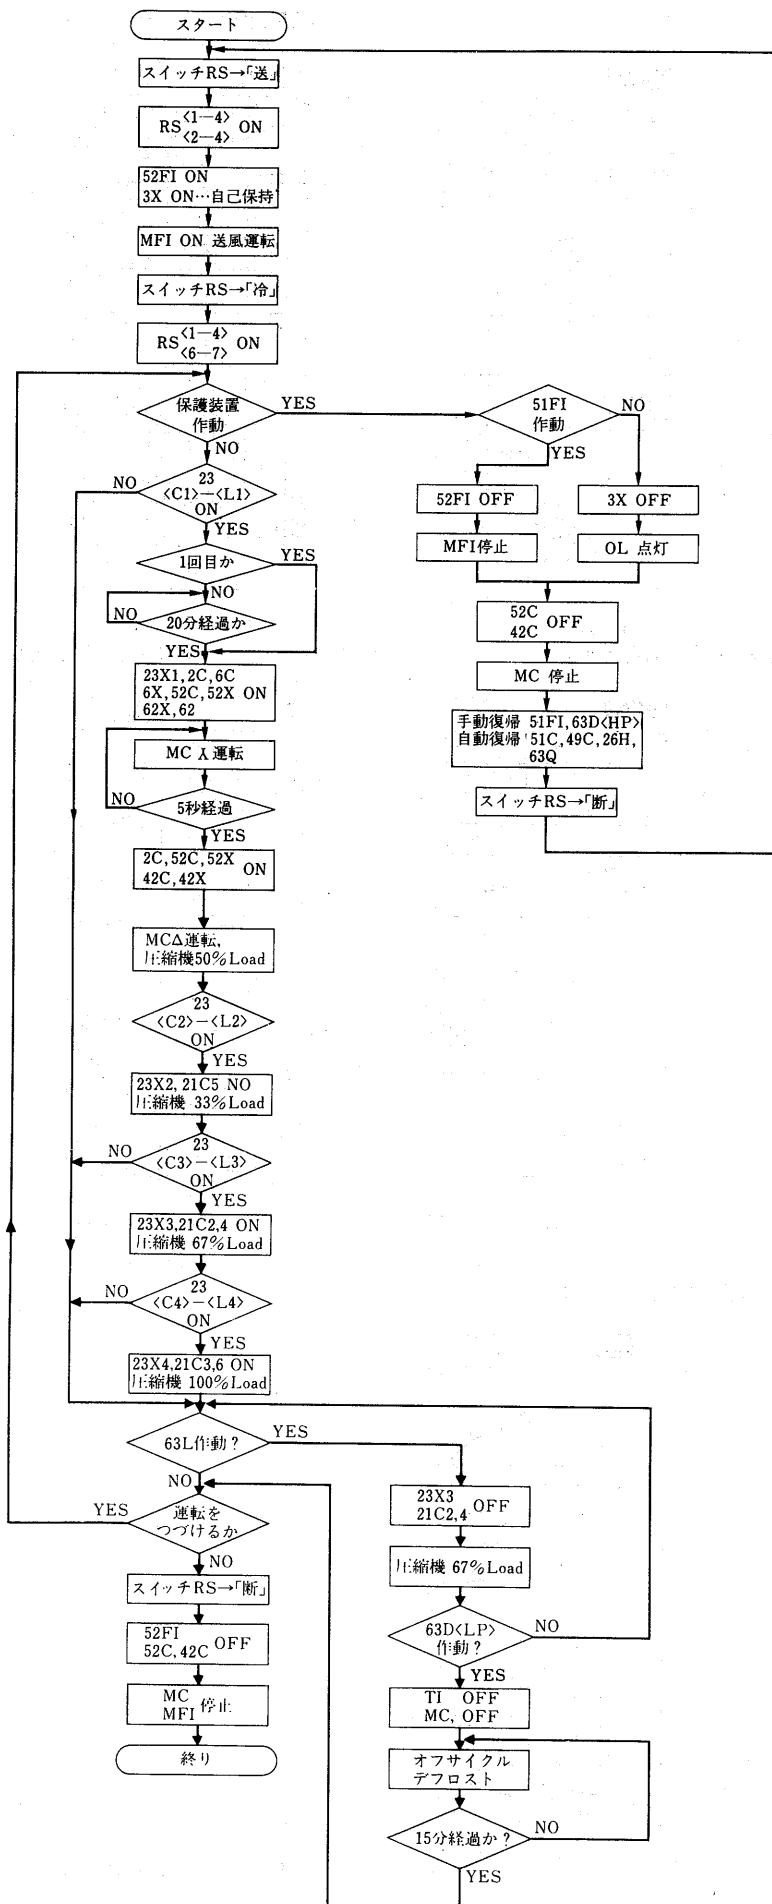 スタート
スイッチRS→「送」
RS<1—4> ON
<2—4>
52FI ON
3X ON…自己保持
MFI ON 送風運転
スイッチRS→「冷」
RS<1—4> ON
<6—7>
保護装置
作動
YES
NO
51FI
作動
NO
YES
52FI OFF
3X OFF
MFI停止
OL 点灯
52C
42C OFF
MC 停止
手動復帰 51FI,63D<HP>
自動復帰 51C,49C,26H,
63Q
スイッチRS→「断」
23
<C1>—<L1>
ON
NO
YES
1回目か
YES
NO
20分経過か
NO
YES
23X1,2C,6C
6X,52C,52X ON
62X,62
MC 人運転
5秒経過
NO
YES
2C,52C,52X
42C,42X ON
MCΔ運転,
圧縮機50%Load
23
<C2>—<L2>
ON
YES
23X2,21C5 NO
圧縮機 33%Load
23
<C3>—<L3>
ON
NO
YES
23X3,21C2,4 ON
圧縮機 67%Load
23
<C4>—<L4>
ON
NO
YES
23X4,21C3,6 ON
圧縮機 100%Load
63L作動?
YES
NO
運転を
つづけるか
YES
NO
スイッチRS→「断」
52FI
52C,42C OFF
MC
MFI 停止
終り
23X3
21C2,4 OFF
圧縮機 67%Load
63D<LP>
作動?
NO
YES
TI OFF
MC, OFF
オフサイクル
デフロスト
15分経過か?
NO
YES